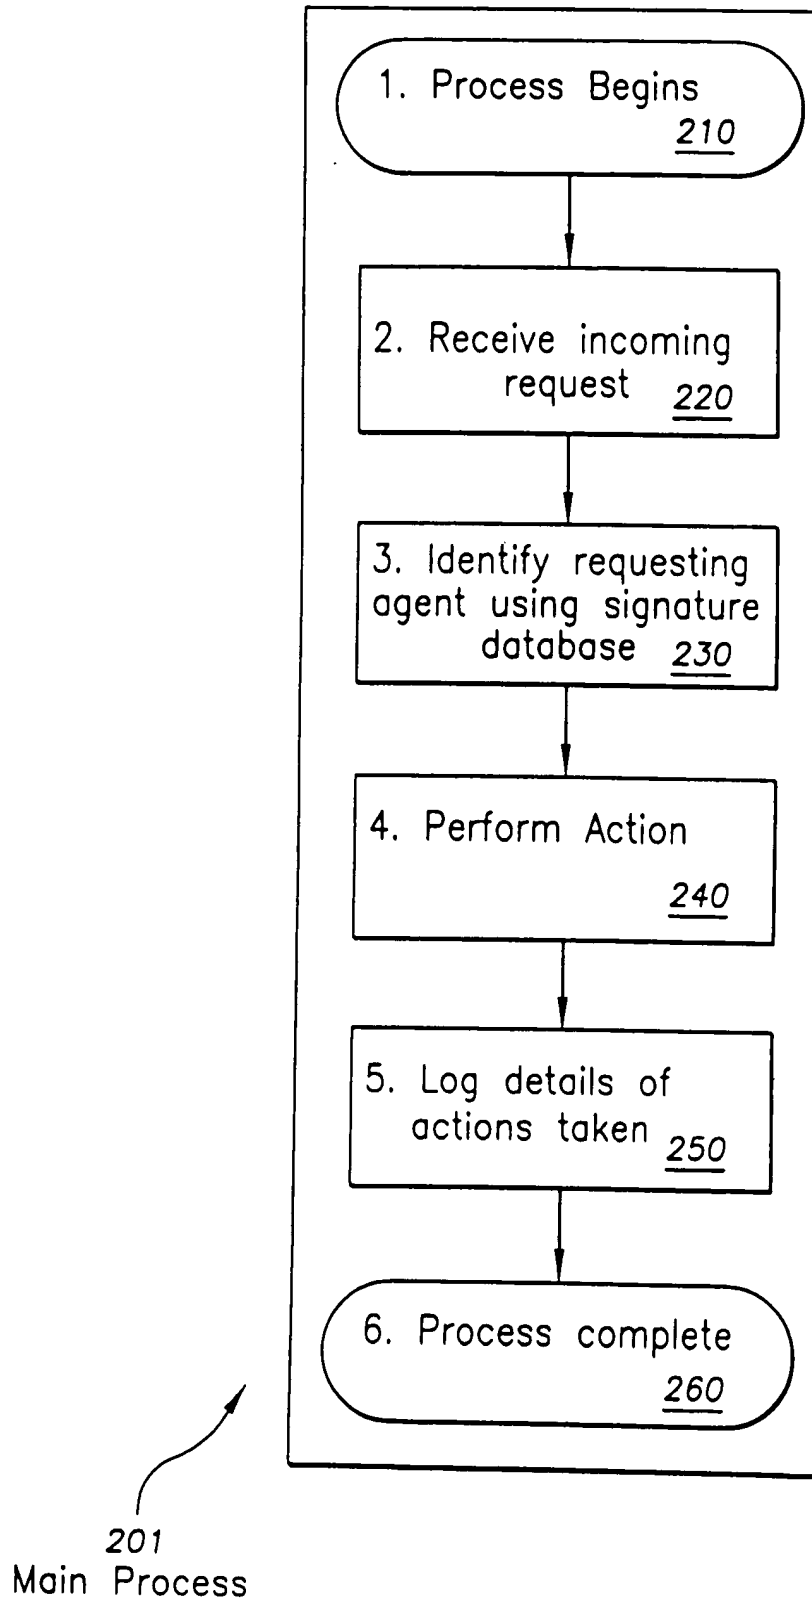 1. Process Begins
210
2. Receive incoming
request 220
3. Identify requesting
agent using signature
database 230
4. Perform Action
240
5. Log details of
actions taken 250
6. Process complete
260
201
Main Process